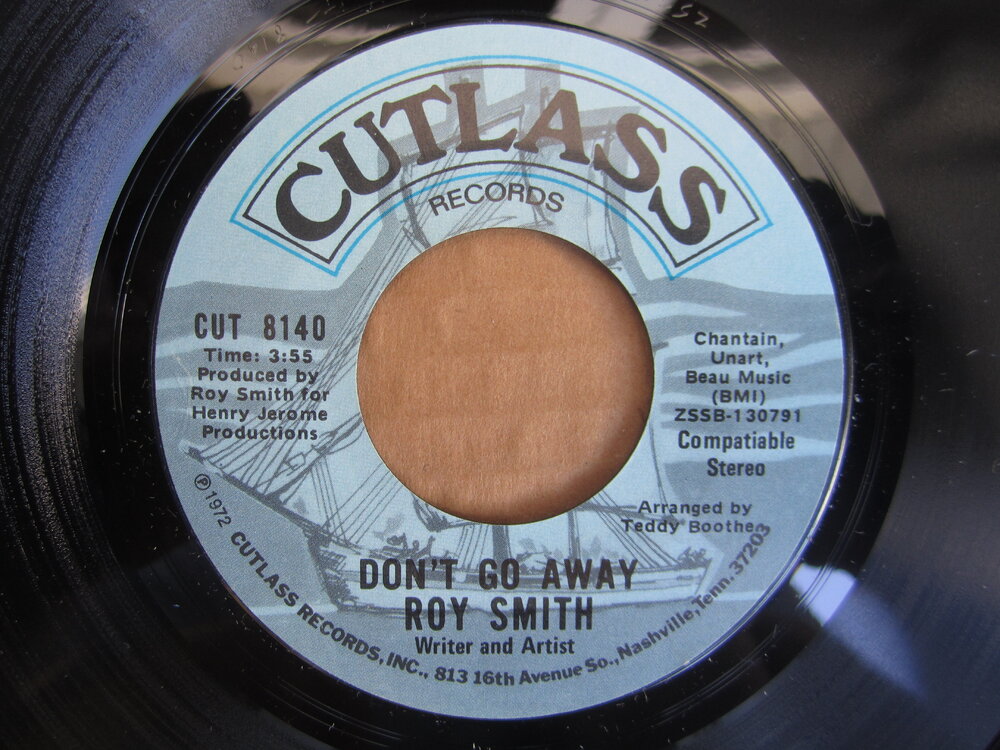 CUTLASS
RECORDS
CUT 8140
Time: 3:55
Produced by
Roy Smith for
Henry Jerome
Productions
Chantain,
Unart,
Beau Music
(BMI)
ZSSB-130791
Compatiable
Stereo
Arranged by
Teddy Boothe
DON'T GO AWAY
ROY SMITH
Writer and Artist
℗ 1972 CUTLASS RECORDS, INC., 813 16th Avenue So., Nashville, Tenn. 37203